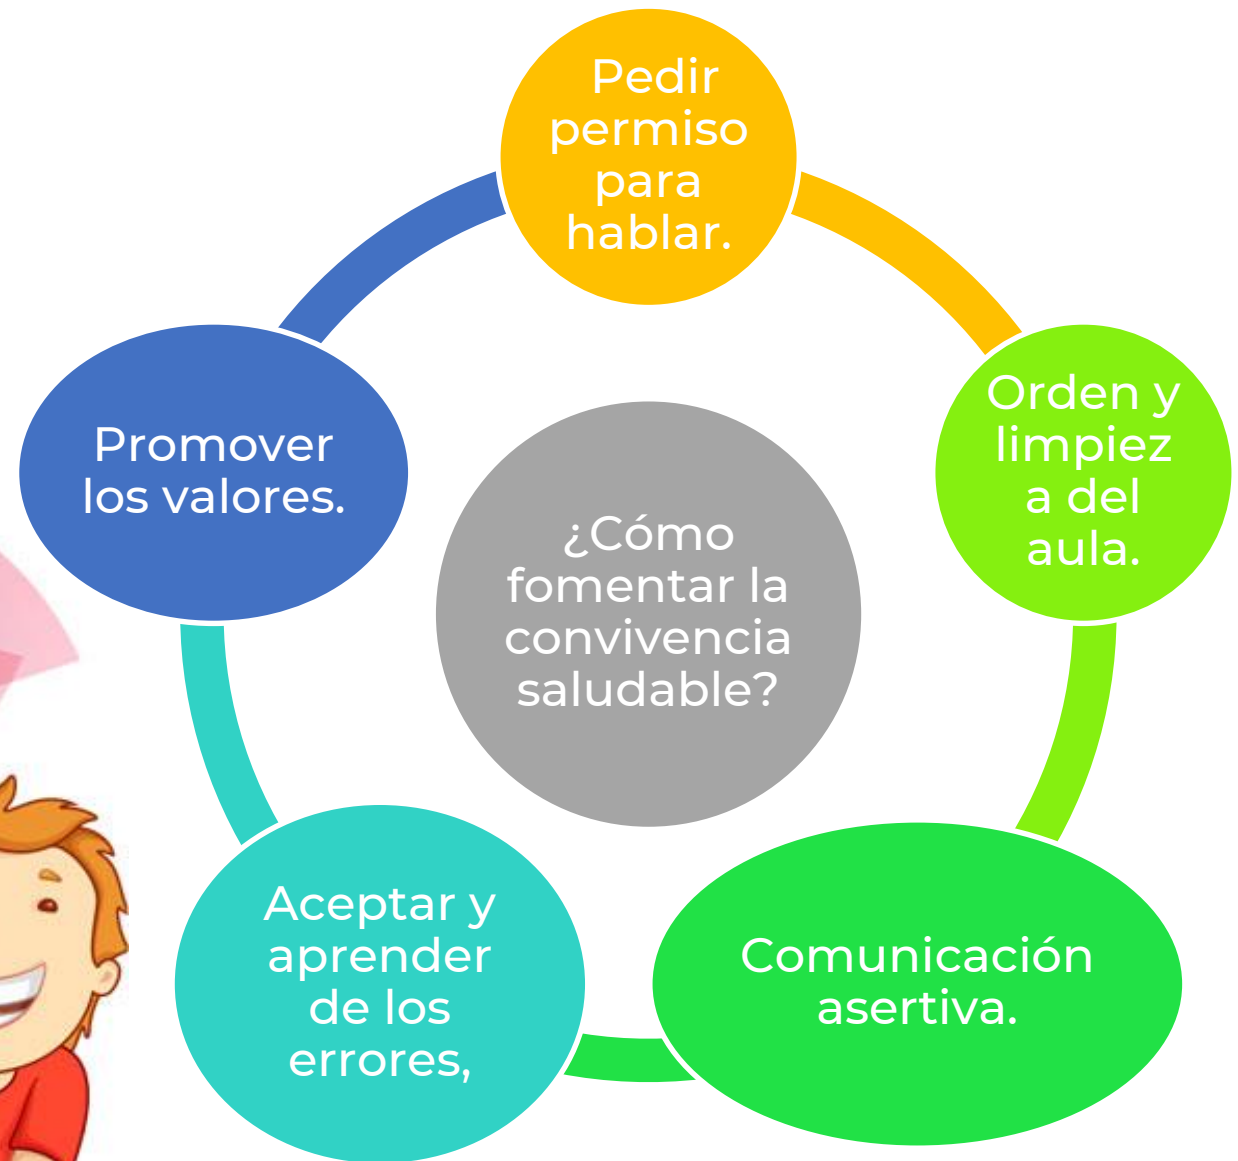 Pedir
permiso
para
hablar.
Orden y
limpiez
a del
aula.
Comunicación
asertiva.
Aceptar y
aprender
de los
errores,
Promover
los valores.
¿Cómo
fomentar la
convivencia
saludable?